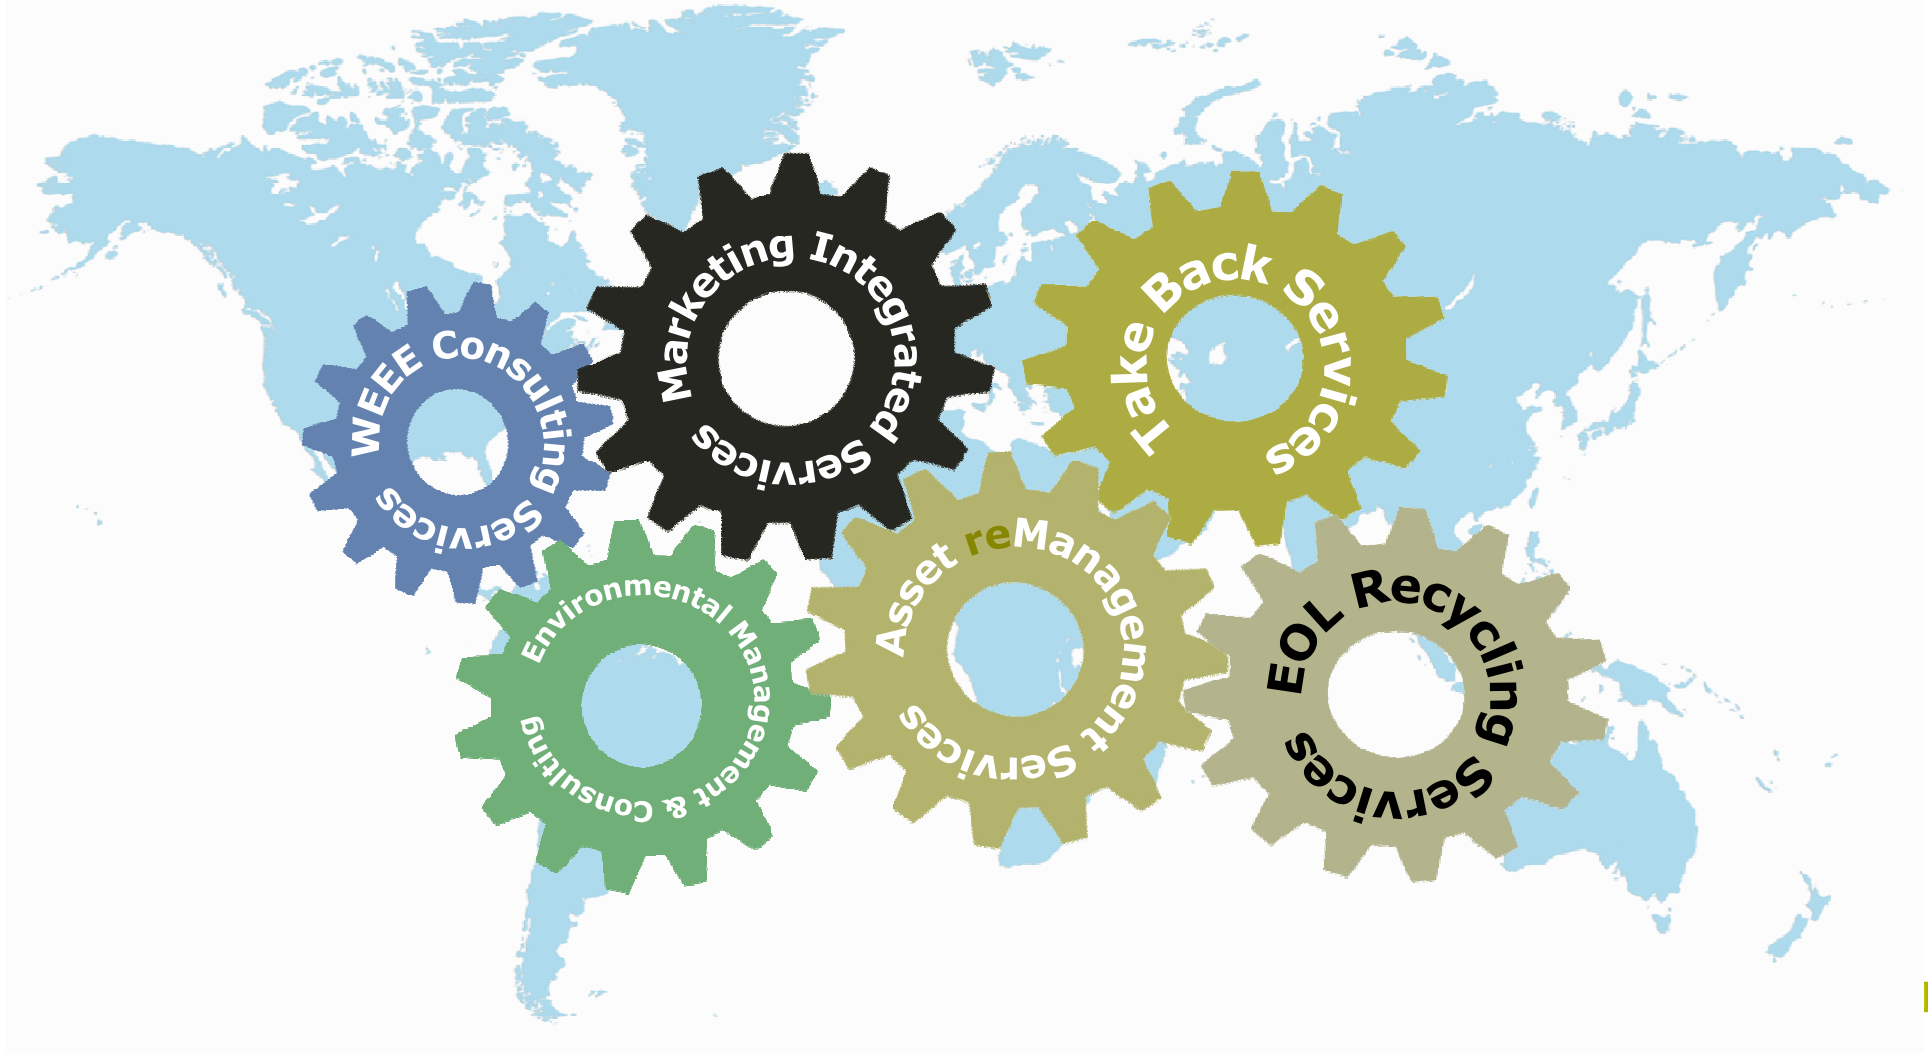 WEEE Consulting Services
Marketing Integrated Services
Take Back Services
Environmental Management & Consulting
Asset reManagement Services
EOL Recycling Services